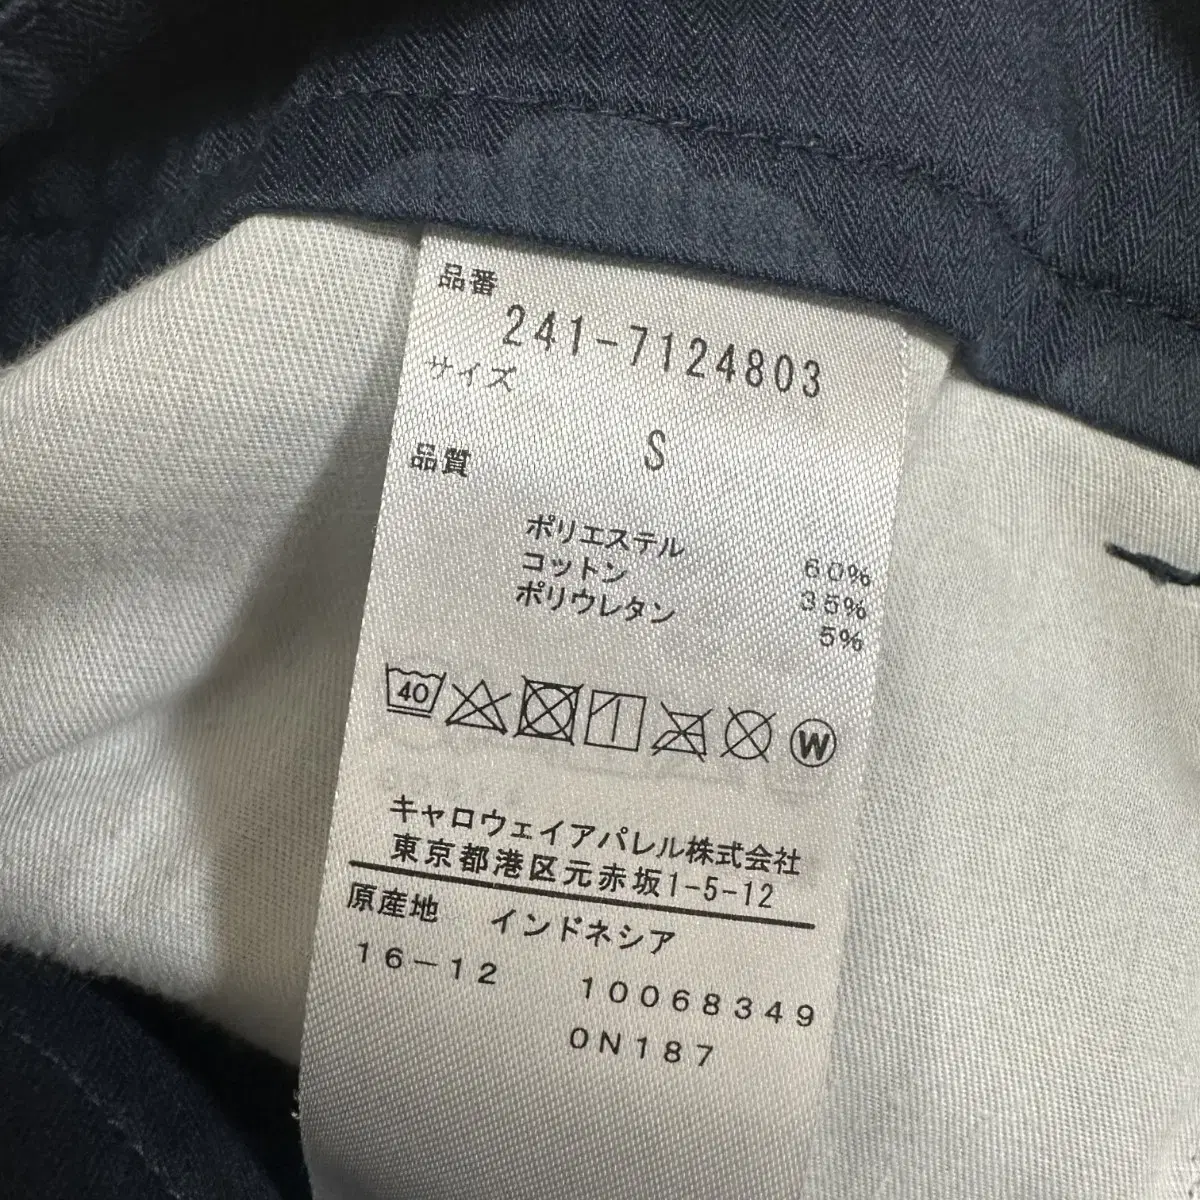 品番
241-7124803
サイズ
S
品質
ポリエステル 60%
コットン 35%
ポリウレタン 5%
40
W
キャロウェイアパレル株式会社
東京都港区元赤坂1-5-12
原産地 インドネシア
16-12 10068349
0N187